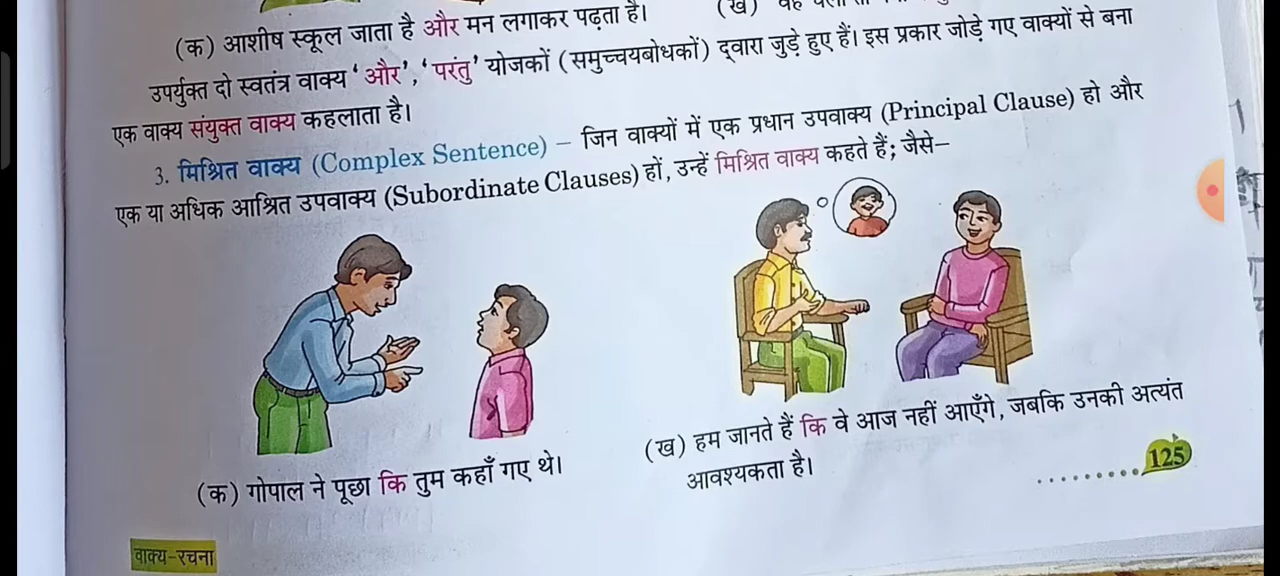 (क) आशीष स्कूल जाता है और मन लगाकर पढ़ता है।
(ख) वह
उपर्युक्त दो स्वतंत्र वाक्य 'और', 'परंतु' योजकों (समुच्चयबोधकों) द्वारा जुड़े हुए हैं। इस प्रकार जोड़े गए वाक्यों से बना
एक वाक्य संयुक्त वाक्य कहलाता है।
3. मिश्रित वाक्य (Complex Sentence) – जिन वाक्यों में एक प्रधान उपवाक्य (Principal Clause) हो और
एक या अधिक आश्रित उपवाक्य (Subordinate Clauses) हों, उन्हें मिश्रित वाक्य कहते हैं; जैसे–
(क) गोपाल ने पूछा कि तुम कहाँ गए थे।
(ख) हम जानते हैं कि वे आज नहीं आएँगे, जबकि उनकी अत्यंत
आवश्यकता है।
125
वाक्य-रचना